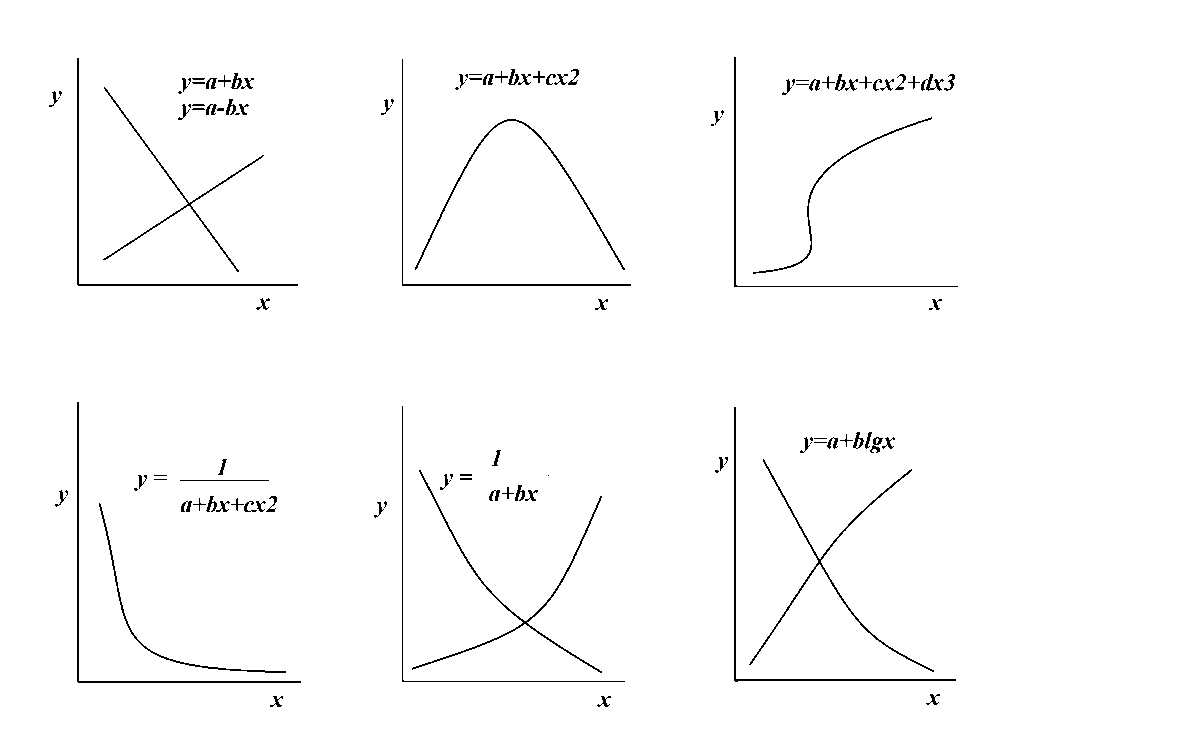 y=a+bx
y=a-bx
y
x
y=a+bx+cx2
y
x
y=a+bx+cx2+dx3
y
x
y = 1
a+bx+cx2
y
x
y = 1
a+bx
y
x
y=a+blgx
y
x